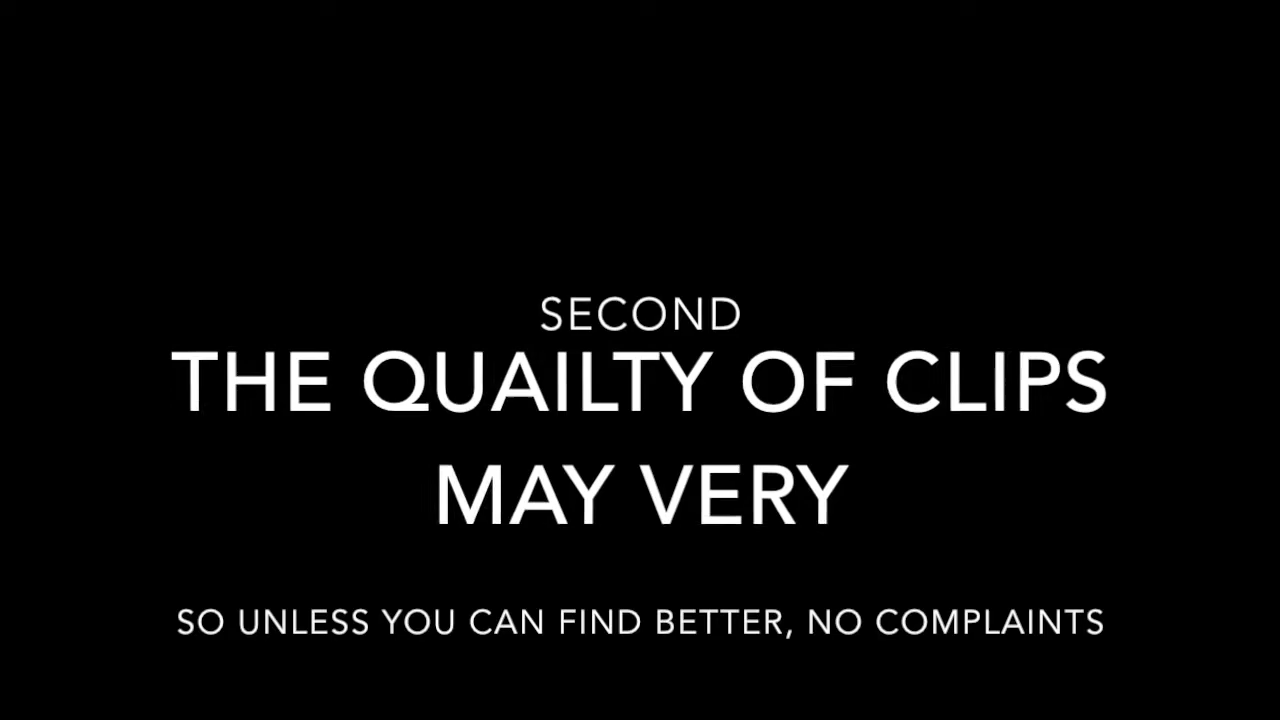 SECOND
THE QUAILTY OF CLIPS
MAY VERY
SO UNLESS YOU CAN FIND BETTER, NO COMPLAINTS